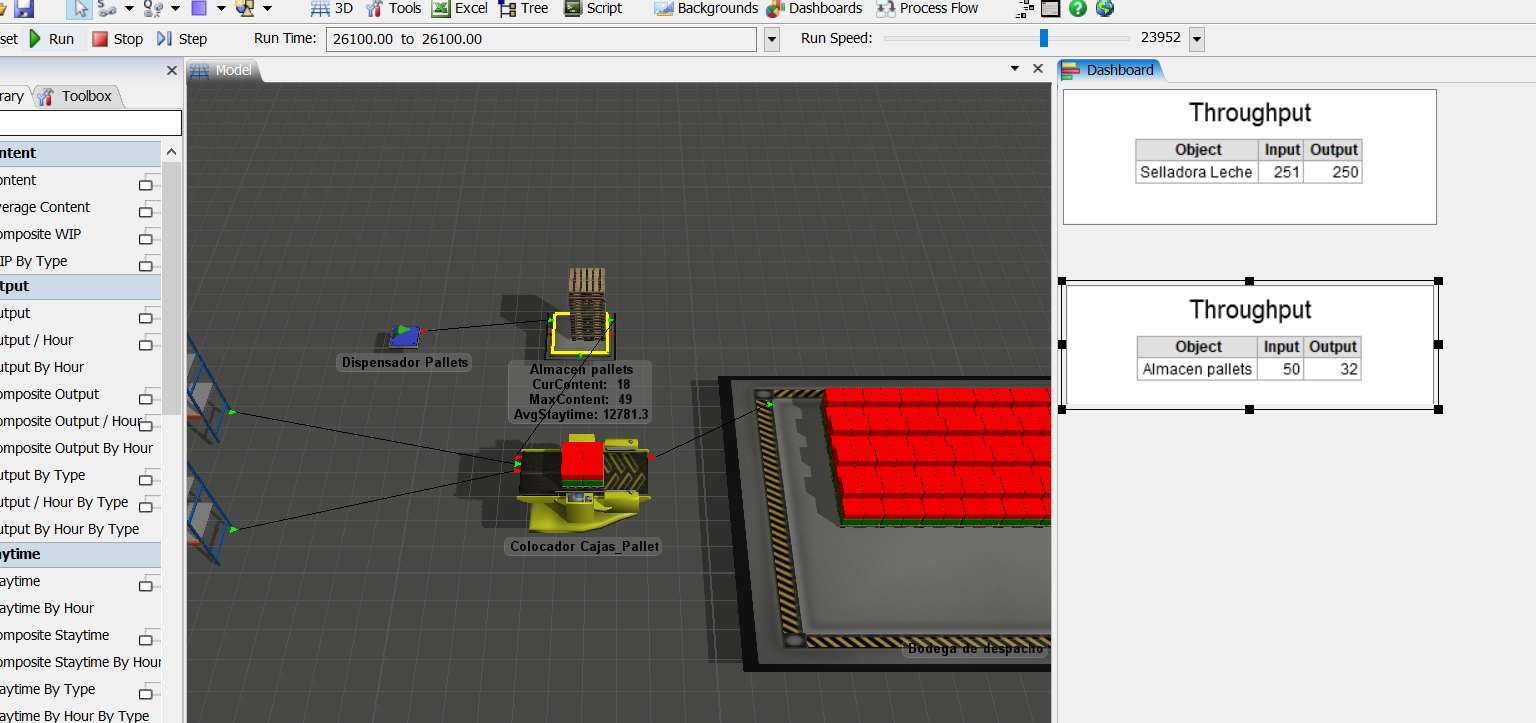 3D Tools Excel Tree Script Backgrounds Dashboards Process Flow
set Run Stop Step Run Time: 26100.00 to 26100.00 Run Speed: 23952
Model
Dashboard
rary Toolbox
ntent
ontent
verage Content
omposite WIP
IP By Type
tput
utput
utput / Hour
utput By Hour
omposite Output
omposite Output / Hour
omposite Output By Hour
utput By Type
utput / Hour By Type
utput By Hour By Type
aytime
aytime
aytime By Hour
omposite Staytime
omposite Staytime By Hour
aytime By Type
aytime By Hour By Type
Dispensador Pallets
Almacen pallets
CurContent: 18
MaxContent: 49
AvgStaytime: 12781.3
Colocador Cajas_Pallet
Bodega de despacho
Throughput
Object Input Output
Selladora Leche 251 250
Throughput
Object Input Output
Almacen pallets 50 32